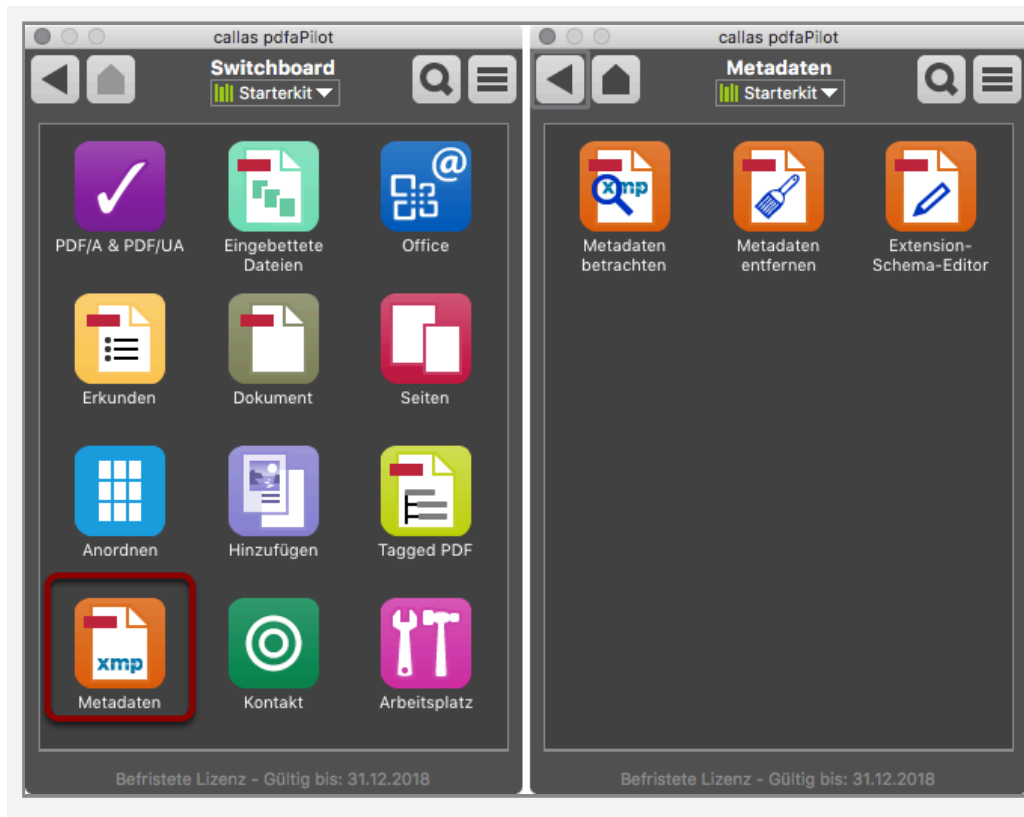 callas pdfaPilot
Switchboard
Starterkit
PDF/A & PDF/UA
Eingebettete
Dateien
@
Office
Erkunden
Dokument
Seiten
Anordnen
Hinzufügen
Tagged PDF
xmp
Metadaten
Kontakt
Arbeitsplatz
Befristete Lizenz - Gültig bis: 31.12.2018
callas pdfaPilot
Metadaten
Starterkit
xmp
Metadaten
betrachten
Metadaten
entfernen
Extension-
Schema-Editor
Befristete Lizenz - Gültig bis: 31.12.2018